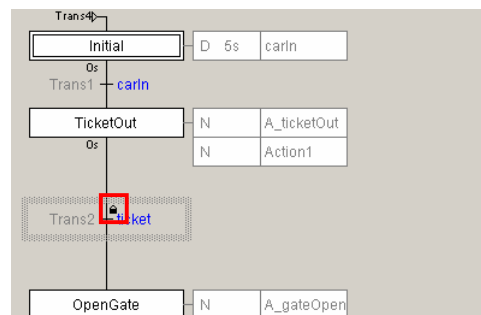 Trans4
Initial D 5s carIn
0s
Trans1 carIn
TicketOut N A_ticketOut
0s
N Action1
Trans2 ticket
OpenGate N A_gateOpen